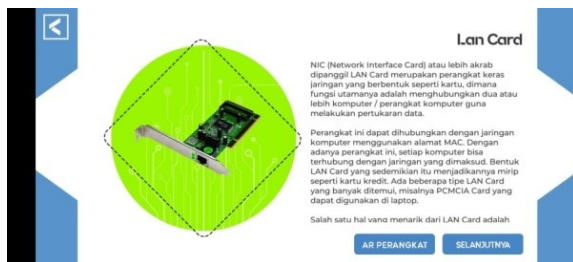 Lan Card
NIC (Network Interface Card) atau lebih akrab
dipanggil LAN Card merupakan perangkat keras
jaringan yang berbentuk seperti kartu, dimana
fungsi utamanya adalah menghubungkan dua atau
lebih komputer / perangkat komputer guna
melakukan pertukaran data.
Perangkat ini dapat dihubungkan dengan jaringan
komputer menggunakan alamat MAC. Dengan
adanya perangkat ini, setiap komputer bisa
terhubung dengan jaringan yang dimaksud. Bentuk
LAN Card yang sedemikian itu menjadikannya mirip
seperti kartu kredit. Ada beberapa tipe LAN Card
yang banyak ditemui, misalnya PCMCIA Card yang
dapat digunakan di laptop.
Salah satu hal yang menarik dari LAN Card adalah
AR PERANGKAT SELANJUTNYA